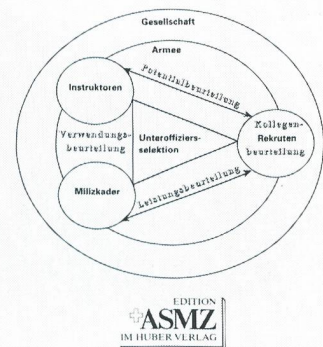 Gesellschaft
Armee
Potentialbeurteilung
Instruktoren
Kollegen-
Rekruten
beurteilung
Verwendungs-
beurteilung
Unteroffiziers-
selektion
Leistungsbeurteilung
Milizkader
EDITION
ASMZ
IM HUBER VERLAG